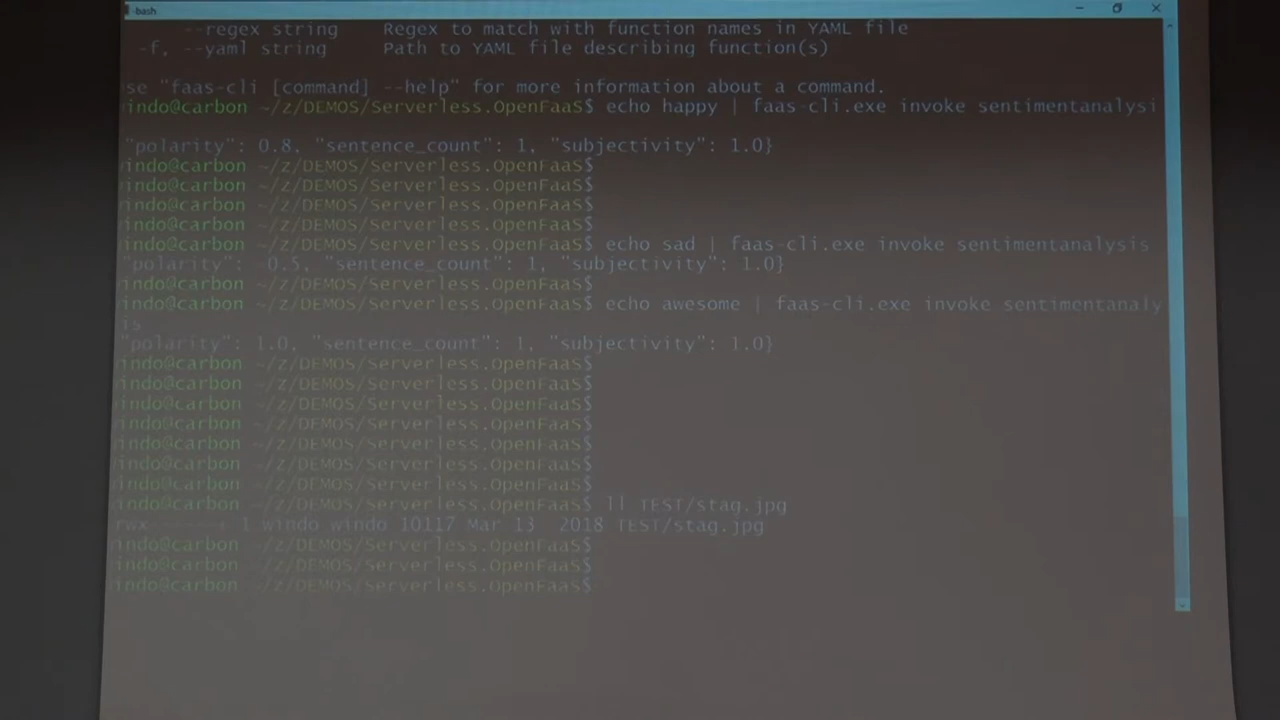 -bash
--regex string Regex to match with function names in YAML file
-f, --yaml string Path to YAML file describing function(s)
se "faas-cli [command] --help" for more information about a command.
indo@carbon ~/z/DEMOS/Serverless.OpenFaaS$ echo happy | faas-cli.exe invoke sentimentanalysi
"polarity": 0.8, "sentence_count": 1, "subjectivity": 1.0}
indo@carbon ~/z/DEMOS/Serverless.OpenFaaS$
indo@carbon ~/z/DEMOS/Serverless.OpenFaaS$
indo@carbon ~/z/DEMOS/Serverless.OpenFaaS$
indo@carbon ~/z/DEMOS/Serverless.OpenFaaS$
indo@carbon ~/z/DEMOS/Serverless.OpenFaaS$ echo sad | faas-cli.exe invoke sentimentanalysis
"polarity": -0.5, "sentence_count": 1, "subjectivity": 1.0}
indo@carbon ~/z/DEMOS/Serverless.OpenFaaS$
indo@carbon ~/z/DEMOS/Serverless.OpenFaaS$ echo awesome | faas-cli.exe invoke sentimentanaly
is
"polarity": 1.0, "sentence_count": 1, "subjectivity": 1.0}
indo@carbon ~/z/DEMOS/Serverless.OpenFaaS$
indo@carbon ~/z/DEMOS/Serverless.OpenFaaS$
indo@carbon ~/z/DEMOS/Serverless.OpenFaaS$
indo@carbon ~/z/DEMOS/Serverless.OpenFaaS$
indo@carbon ~/z/DEMOS/Serverless.OpenFaaS$
indo@carbon ~/z/DEMOS/Serverless.OpenFaaS$
indo@carbon ~/z/DEMOS/Serverless.OpenFaaS$
indo@carbon ~/z/DEMOS/Serverless.OpenFaaS$ ll TEST/stag.jpg
rwx------+ 1 windo windo 10117 Mar 13 2018 TEST/stag.jpg
indo@carbon ~/z/DEMOS/Serverless.OpenFaaS$
indo@carbon ~/z/DEMOS/Serverless.OpenFaaS$
indo@carbon ~/z/DEMOS/Serverless.OpenFaaS$